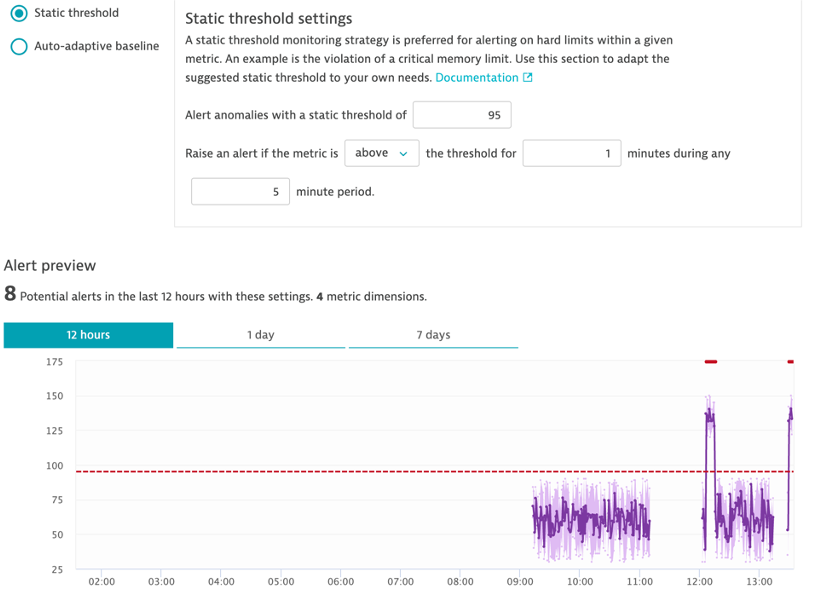 Static threshold
Auto-adaptive baseline
Static threshold settings
A static threshold monitoring strategy is preferred for alerting on hard limits within a given
metric. An example is the violation of a critical memory limit. Use this section to adapt the
suggested static threshold to your own needs. Documentation
Alert anomalies with a static threshold of 95
Raise an alert if the metric is above the threshold for 1 minutes during any
5 minute period.
Alert preview
8 Potential alerts in the last 12 hours with these settings. 4 metric dimensions.
12 hours 1 day 7 days
175
150
125
100
75
50
25
02:00 03:00 04:00 05:00 06:00 07:00 08:00 09:00 10:00 11:00 12:00 13:00